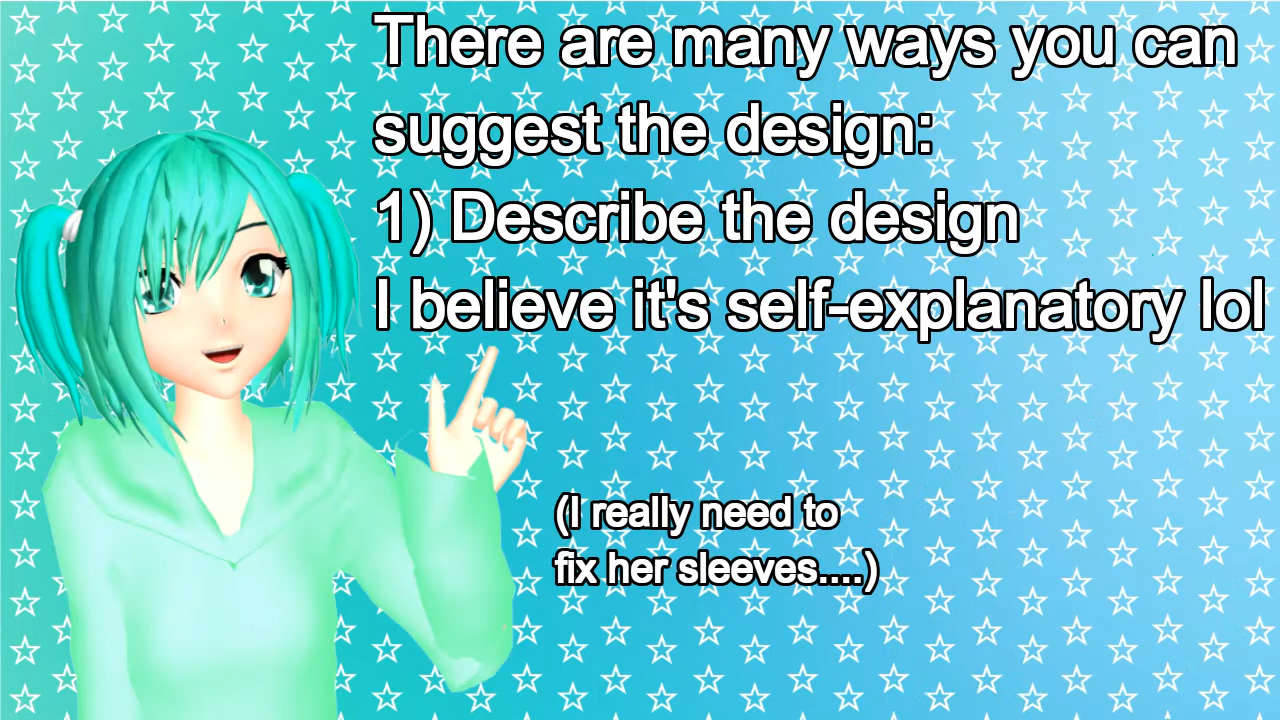 There are many ways you can
suggest the design:
1) Describe the design
I believe it's self-explanatory lol
(I really need to
fix her sleeves....)